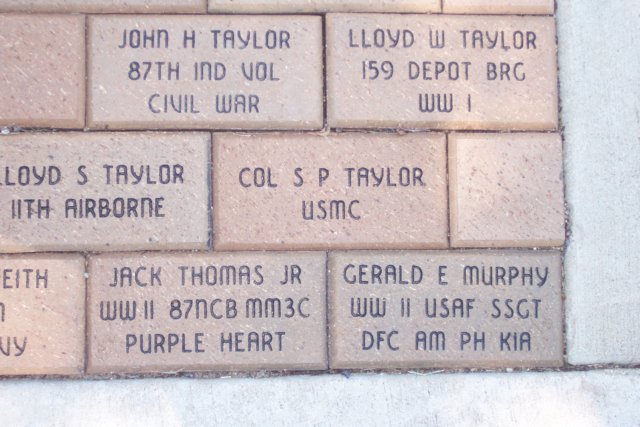 JOHN H TAYLOR
87TH IND VOL
CIVIL WAR
LLOYD W TAYLOR
159 DEPOT BRG
WW I
LLOYD S TAYLOR
11TH AIRBORNE
COL S P TAYLOR
USMC
EITH
VY
JACK THOMAS JR
WW II 87NCB MM3C
PURPLE HEART
GERALD E MURPHY
WW II USAF SSGT
DFC AM PH KIA